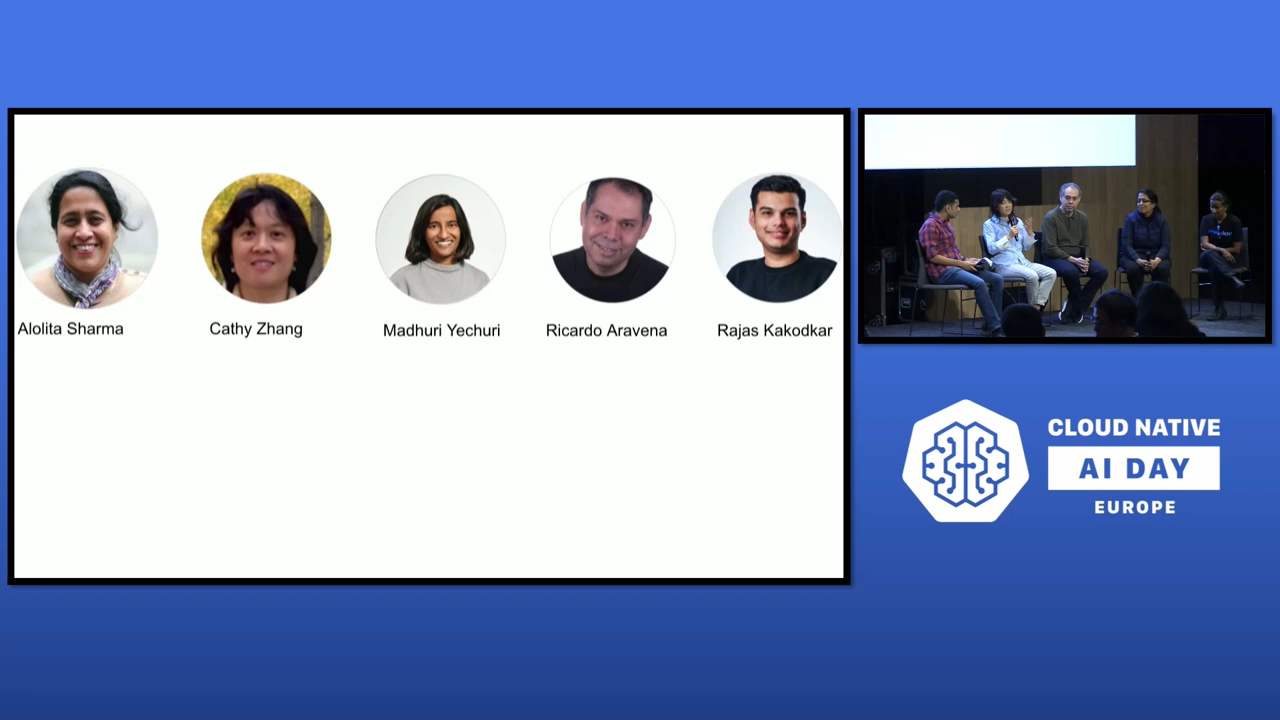 Alolita Sharma
Cathy Zhang
Madhuri Yechuri
Ricardo Aravena
Rajas Kakodkar
CLOUD NATIVE
AI DAY
EUROPE